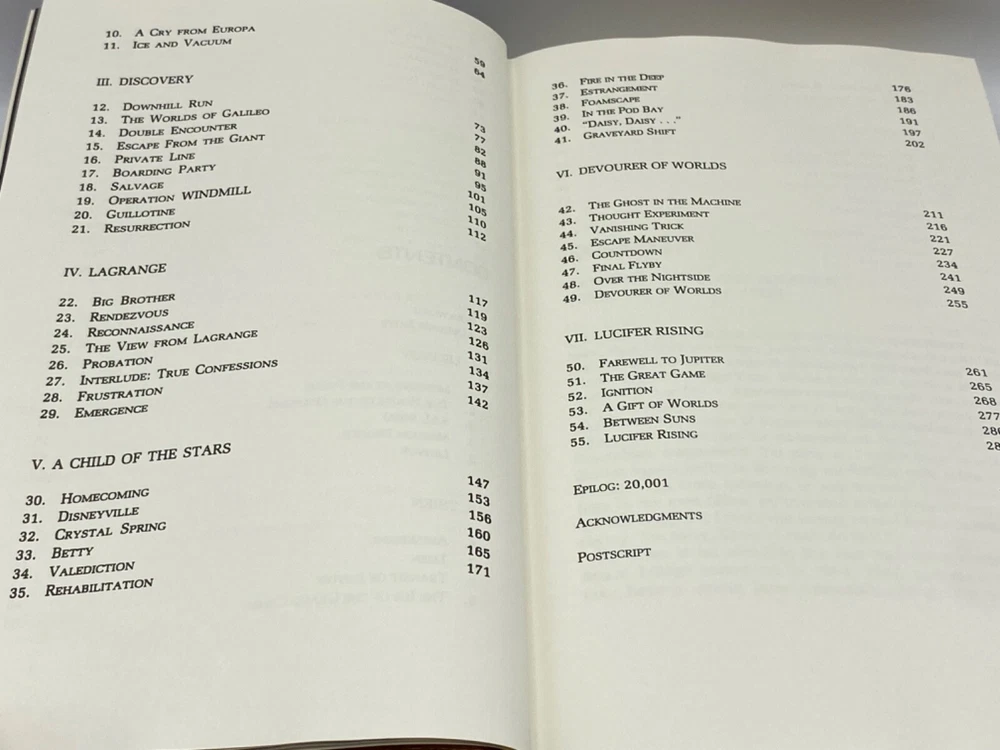 10. A Cry from Europa 59
11. Ice and Vacuum 64
III. DISCOVERY
12. Downhill Run 73
13. The Worlds of Galileo 77
14. Double Encounter 82
15. Escape from the Giant 88
16. Private Line 91
17. Boarding Party 95
18. Salvage 101
19. Operation WINDMILL 105
20. Guillotine 110
21. Resurrection 112
IV. LAGRANGE
22. Big Brother 117
23. Rendezvous 119
24. Reconnaissance 123
25. The View from Lagrange 126
26. Probation 131
27. Interlude: True Confessions 134
28. Frustration 137
29. Emergence 142
V. A CHILD OF THE STARS
30. Homecoming 147
31. Disneyville 153
32. Crystal Spring 156
33. Betty 160
34. Valediction 165
35. Rehabilitation 171
36. Fire in the Deep 176
37. Estrangement 183
38. Foamscape 186
39. In the Pod Bay 191
40. "Daisy, Daisy . . ." 197
41. Graveyard Shift 202
VI. DEVOURER OF WORLDS
42. The Ghost in the Machine 211
43. Thought Experiment 216
44. Vanishing Trick 221
45. Escape Maneuver 227
46. Countdown 234
47. Final Flyby 241
48. Over the Nightside 249
49. Devourer of Worlds 255
VII. LUCIFER RISING
50. Farewell to Jupiter 261
51. The Great Game 265
52. Ignition 268
53. A Gift of Worlds 277
54. Between Suns
55. Lucifer Rising
Epilog: 20,001
Acknowledgments
Postscript